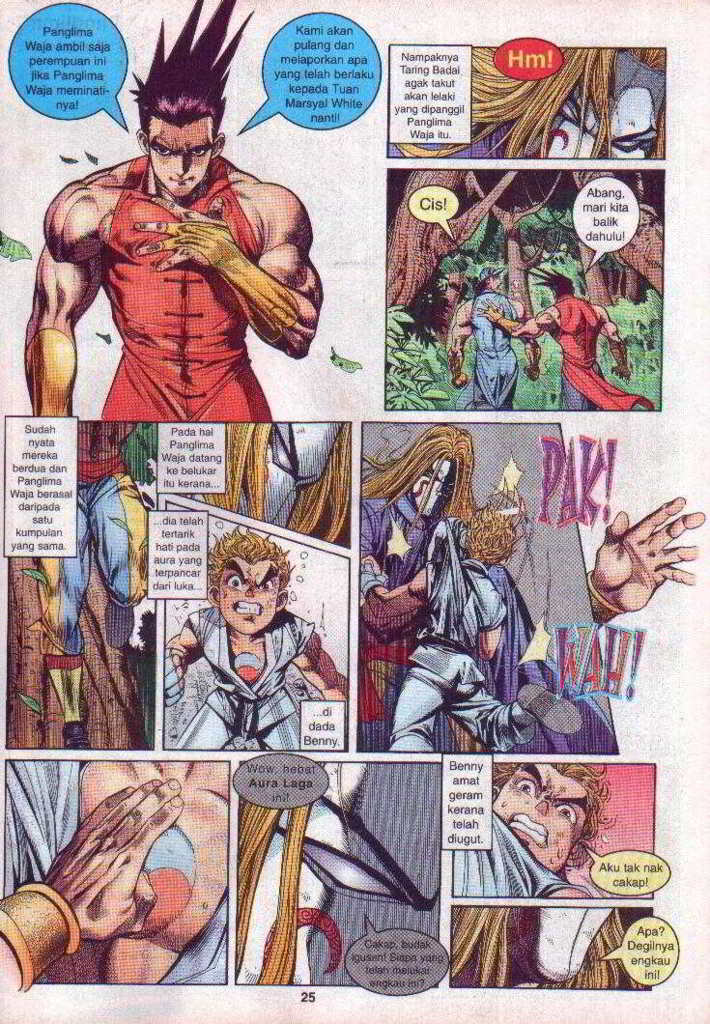 Panglima
Waja ambil saja
perempuan ini
jika Panglima
Waja meminati-
nya!
Kami akan
pulang dan
melaporkan apa
yang telah berlaku
kepada Tuan
Marsyal White
nanti!
Nampaknya
Taring Badai
agak takut
akan lelaki
yang dipanggil
Panglima
Waja itu.
Hm!
Cis!
Abang,
mari kita
balik
dahulu!
Sudah
nyata
mereka
berdua dan
Panglima
Waja berasal
daripada
satu
kumpulan
yang sama.
Pada hal
Panglima
Waja datang
ke belukar
itu kerana...
...dia telah
tertarik
hati pada
aura yang
terpancar
dari luka...
...di
dada
Benny.
PAK!
WAH!
Wow, hebat
Aura Laga
ini!
Cakap, budak
igusan! Siapa yang
telah melukai
engkau ini?
Benny
amat
geram
kerana
telah
diugut.
Aku tak nak
cakap!
Apa?
Degilnya
engkau
ini!
25